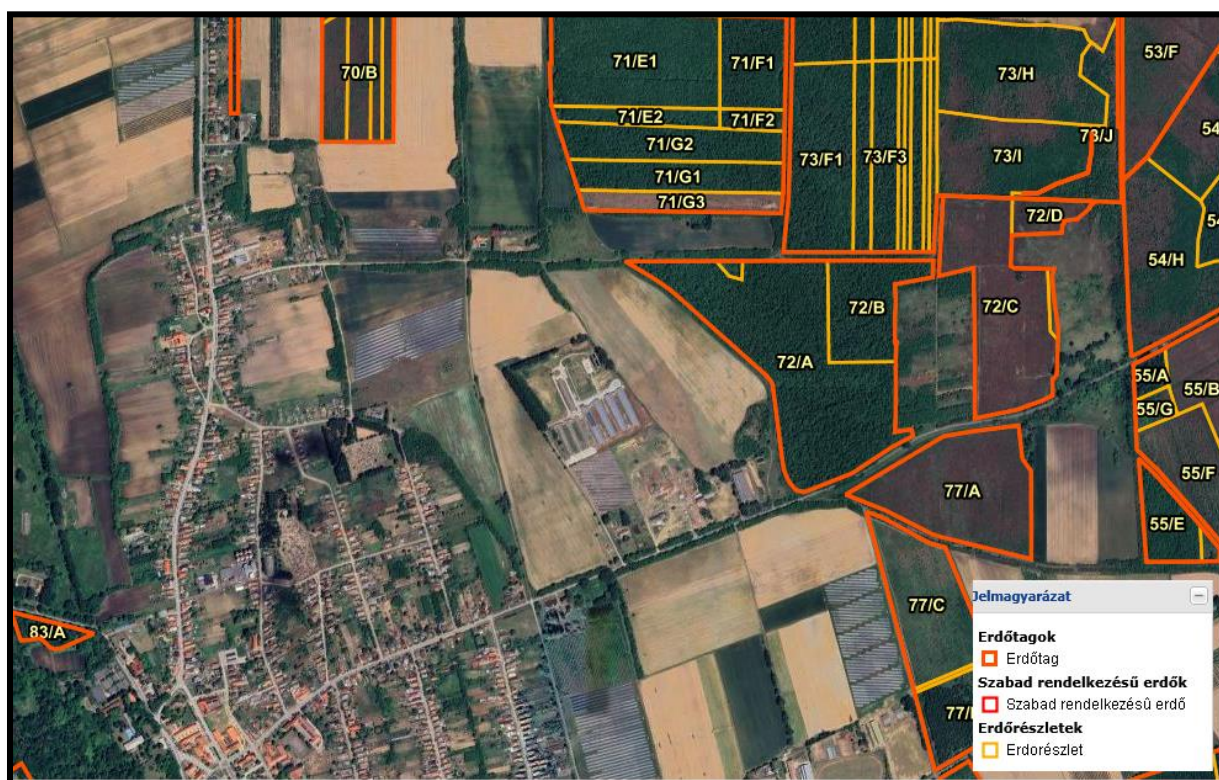 70/B
71/E1
71/F1
71/E2
71/F2
71/G2
71/G1
71/G3
73/F1
73/F3
73/H
73/I
73/J
53/F
54/H
72/D
72/A
72/B
72/C
55/A
55/B
55/G
55/F
55/E
77/A
77/C
83/A
Jelmagyarázat
Erdőtagok
Erdőtag
Szabad rendelkezésű erdők
Szabad rendelkezésû erdő
Erdőrészletek
Erdorészlet